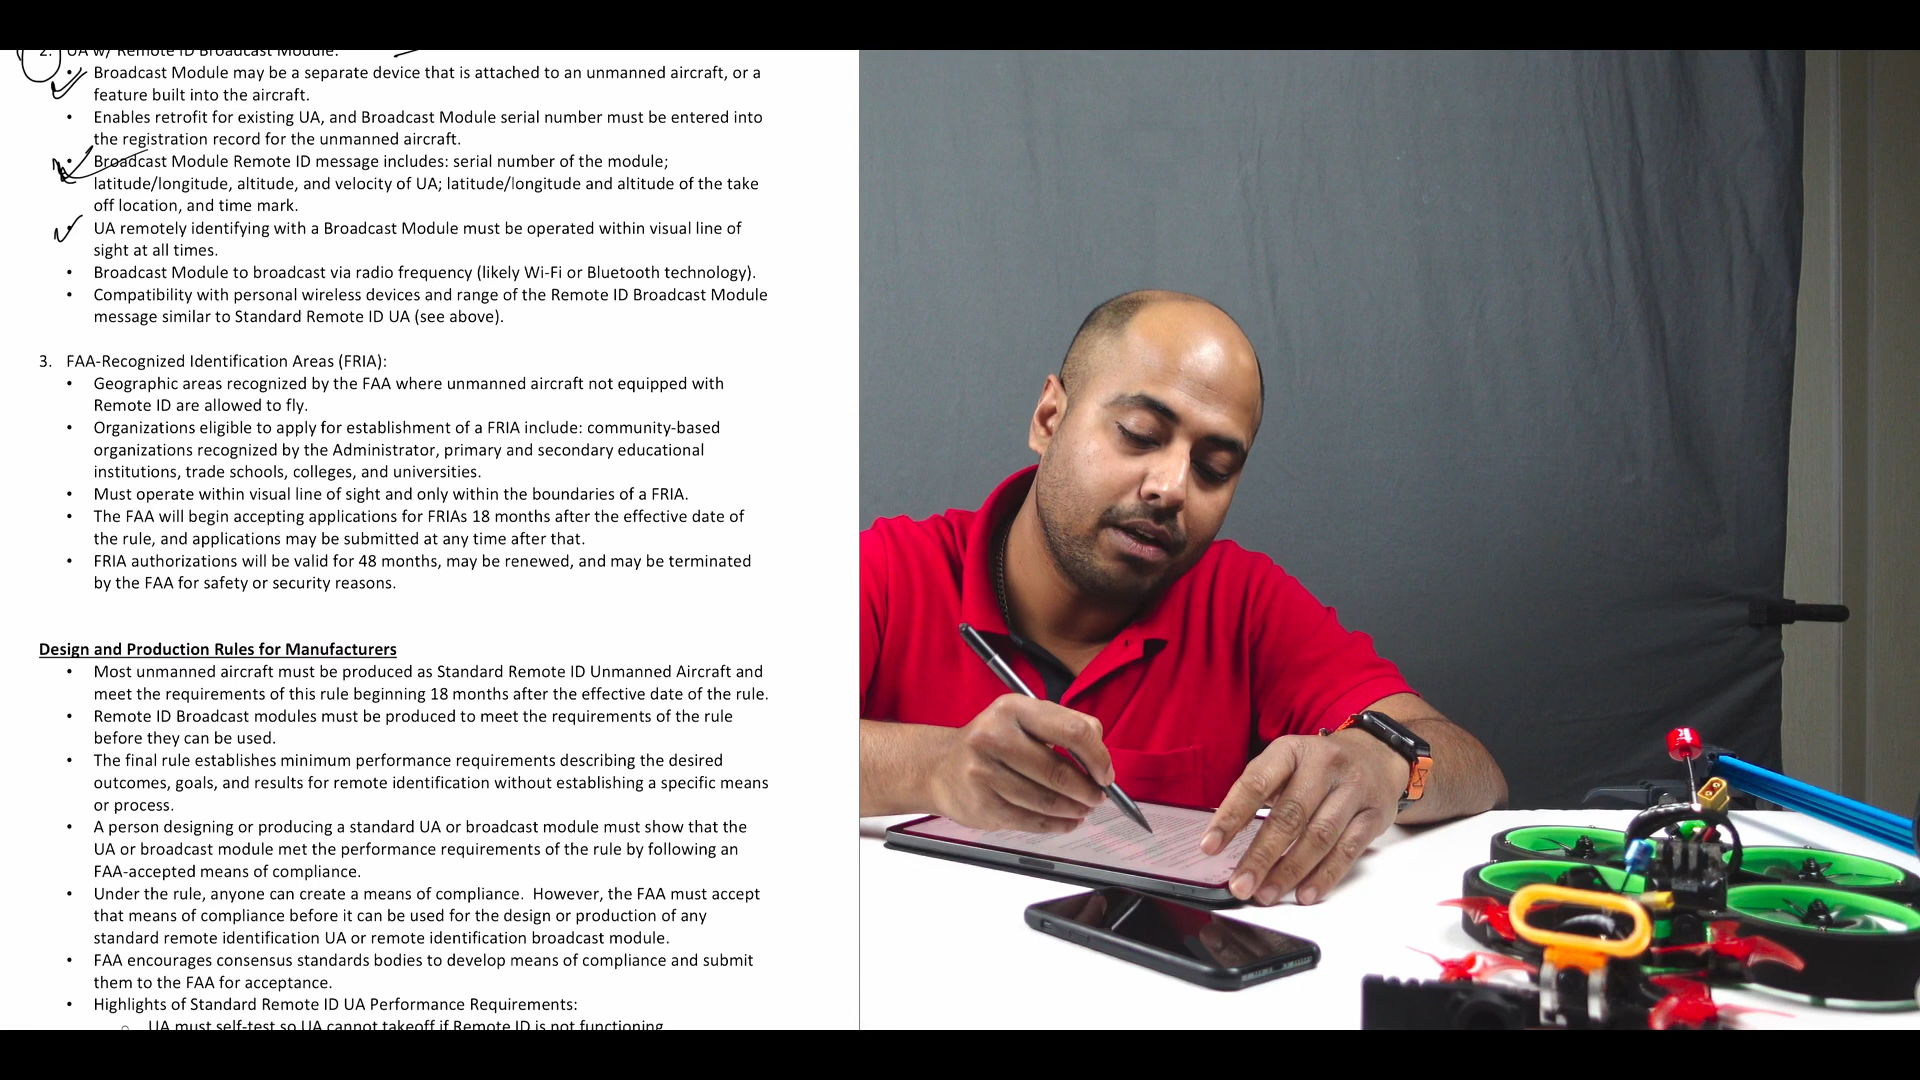 2. UA w/ Remote ID Broadcast Module:
• Broadcast Module may be a separate device that is attached to an unmanned aircraft, or a
feature built into the aircraft.
• Enables retrofit for existing UA, and Broadcast Module serial number must be entered into
the registration record for the unmanned aircraft.
• Broadcast Module Remote ID message includes: serial number of the module;
latitude/longitude, altitude, and velocity of UA; latitude/longitude and altitude of the take
off location, and time mark.
• UA remotely identifying with a Broadcast Module must be operated within visual line of
sight at all times.
• Broadcast Module to broadcast via radio frequency (likely Wi-Fi or Bluetooth technology).
• Compatibility with personal wireless devices and range of the Remote ID Broadcast Module
message similar to Standard Remote ID UA (see above).
3. FAA-Recognized Identification Areas (FRIA):
• Geographic areas recognized by the FAA where unmanned aircraft not equipped with
Remote ID are allowed to fly.
• Organizations eligible to apply for establishment of a FRIA include: community-based
organizations recognized by the Administrator, primary and secondary educational
institutions, trade schools, colleges, and universities.
• Must operate within visual line of sight and only within the boundaries of a FRIA.
• The FAA will begin accepting applications for FRIAs 18 months after the effective date of
the rule, and applications may be submitted at any time after that.
• FRIA authorizations will be valid for 48 months, may be renewed, and may be terminated
by the FAA for safety or security reasons.
Design and Production Rules for Manufacturers
• Most unmanned aircraft must be produced as Standard Remote ID Unmanned Aircraft and
meet the requirements of this rule beginning 18 months after the effective date of the rule.
• Remote ID Broadcast modules must be produced to meet the requirements of the rule
before they can be used.
• The final rule establishes minimum performance requirements describing the desired
outcomes, goals, and results for remote identification without establishing a specific means
or process.
• A person designing or producing a standard UA or broadcast module must show that the
UA or broadcast module met the performance requirements of the rule by following an
FAA-accepted means of compliance.
• Under the rule, anyone can create a means of compliance. However, the FAA must accept
that means of compliance before it can be used for the design or production of any
standard remote identification UA or remote identification broadcast module.
• FAA encourages consensus standards bodies to develop means of compliance and submit
them to the FAA for acceptance.
• Highlights of Standard Remote ID UA Performance Requirements:
○ UA must self-test so UA cannot takeoff if Remote ID is not functioning